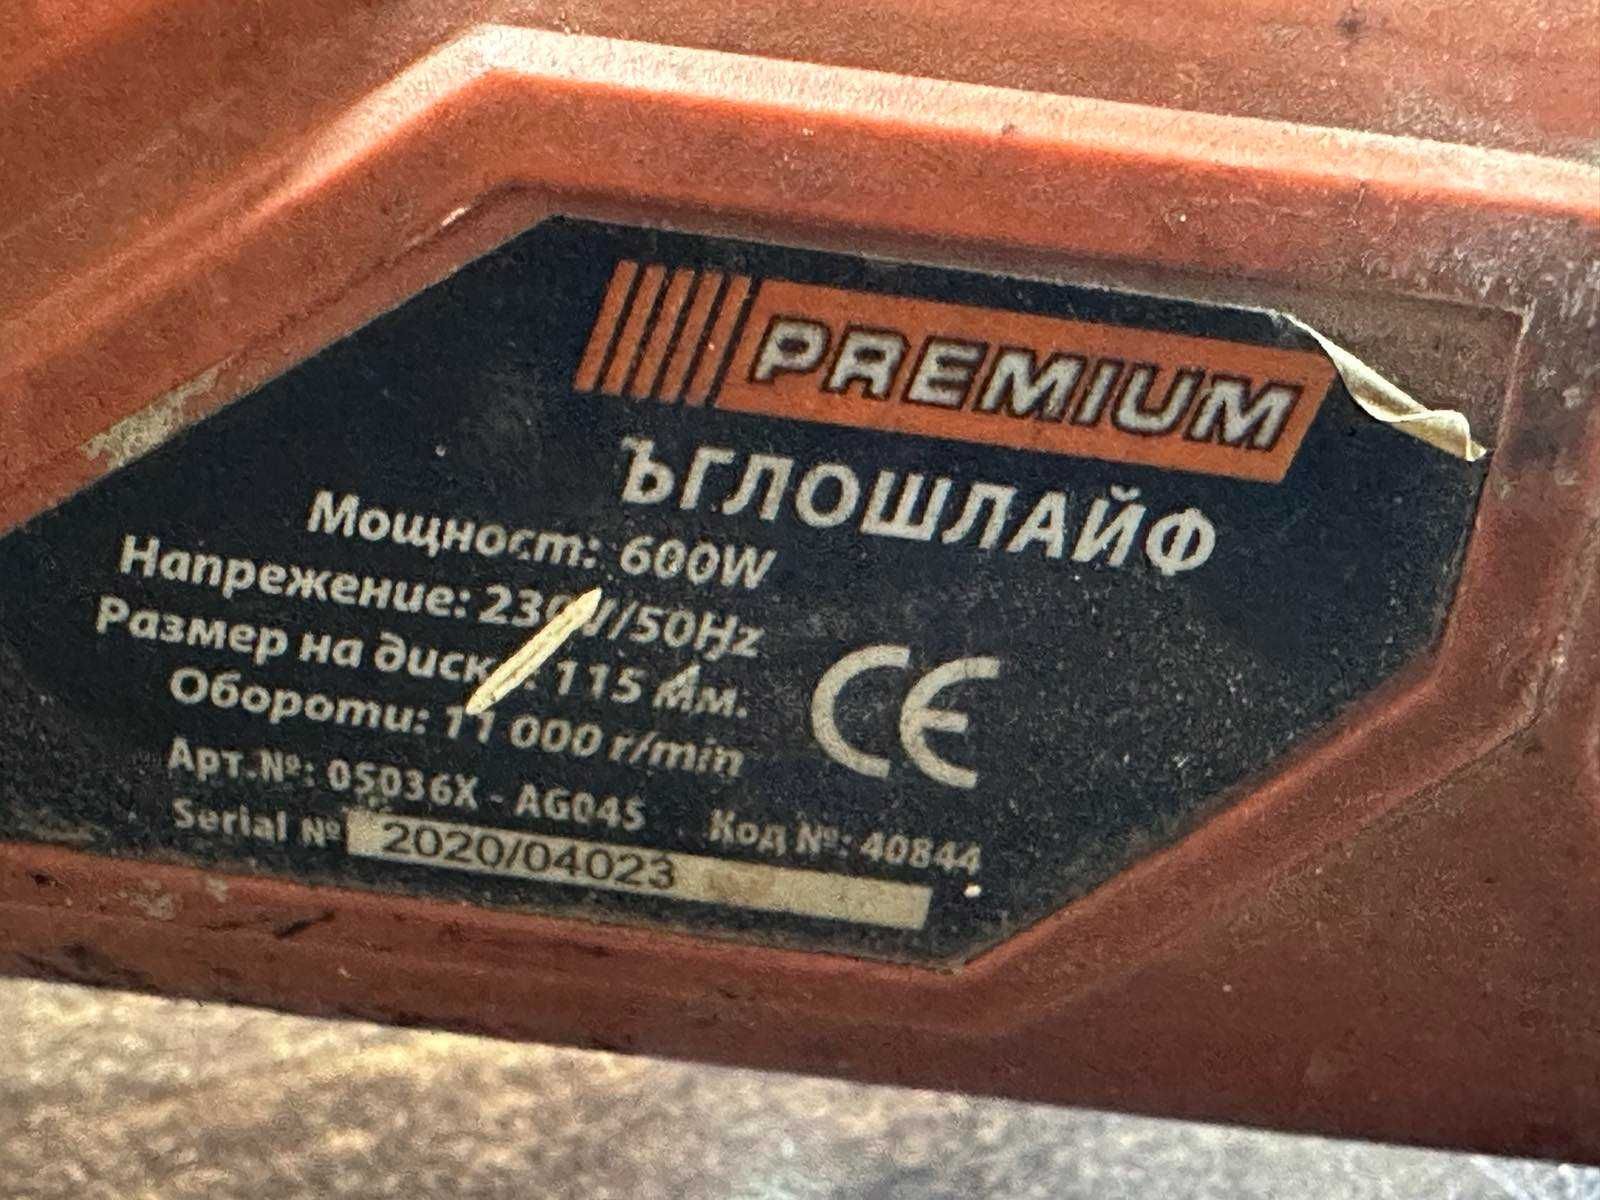 PREMIUM
ЪГЛОШЛАЙФ
Мощност: 600W
Напрежение: 230V/50Hz
Размер на диска: 115 мм.
Обороти: 11 000 r/min
CE
Арт.№: 05036X - AG045 Код №: 40844
Serial № 2020/04023